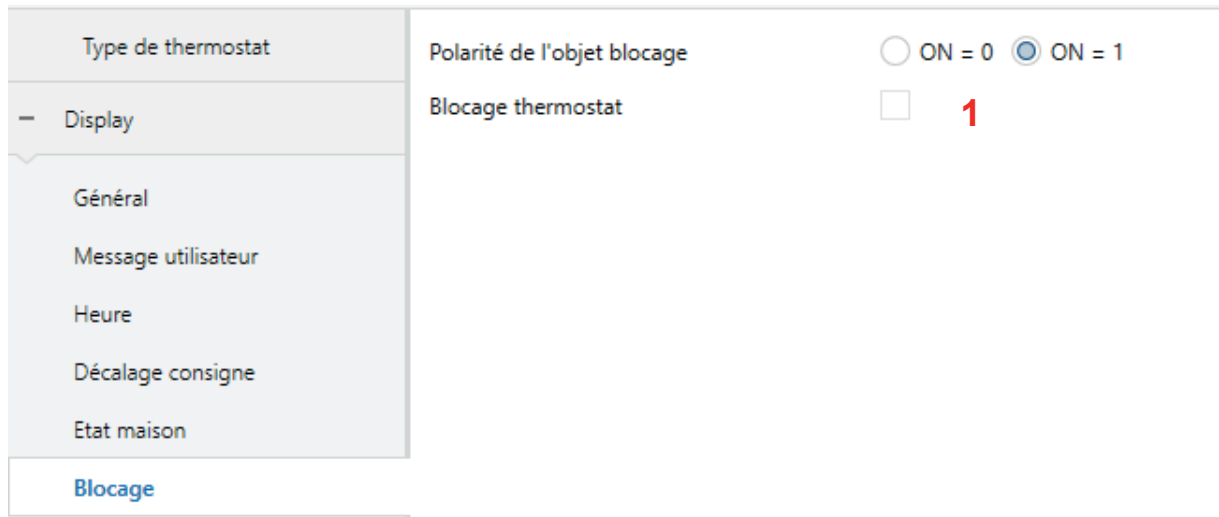 Type de thermostat
Display
Général
Message utilisateur
Heure
Décalage consigne
Etat maison
Blocage
Polarité de l'objet blocage ON = 0 ON = 1
Blocage thermostat 1